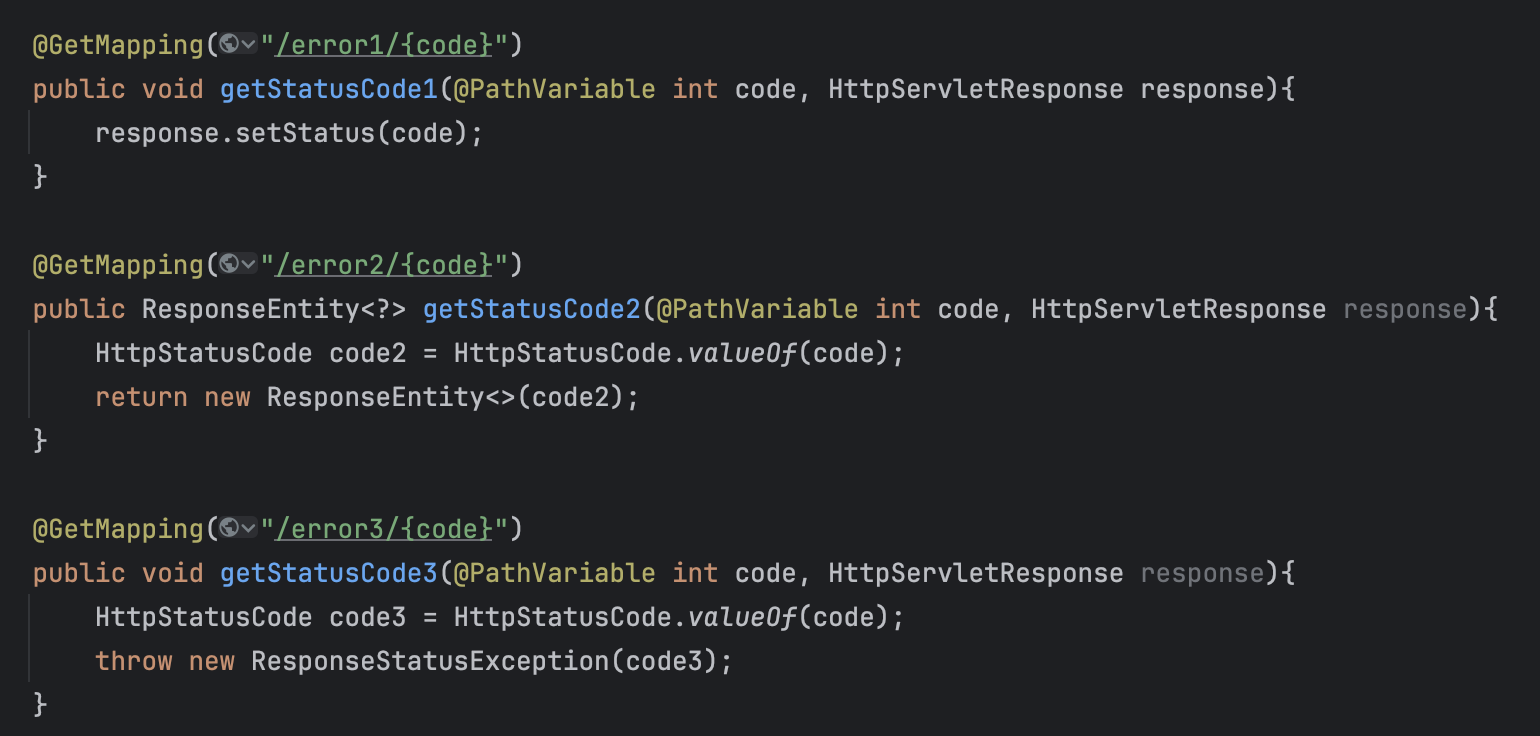 @GetMapping("/error1/{code}")
public void getStatusCode1(@PathVariable int code, HttpServletResponse response){
    response.setStatus(code);
}

@GetMapping("/error2/{code}")
public ResponseEntity<?> getStatusCode2(@PathVariable int code, HttpServletResponse response){
    HttpStatusCode code2 = HttpStatusCode.valueOf(code);
    return new ResponseEntity<>(code2);
}

@GetMapping("/error3/{code}")
public void getStatusCode3(@PathVariable int code, HttpServletResponse response){
    HttpStatusCode code3 = HttpStatusCode.valueOf(code);
    throw new ResponseStatusException(code3);
}